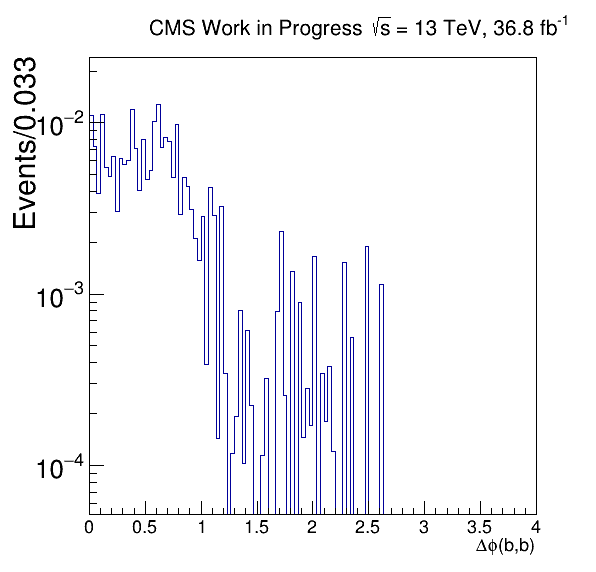 CMS Work in Progress √s = 13 TeV, 36.8 fb⁻¹
Events/0.033
10⁻²
10⁻³
10⁻⁴
0 0.5 1 1.5 2 2.5 3 3.5 4
Δϕ(b,b)